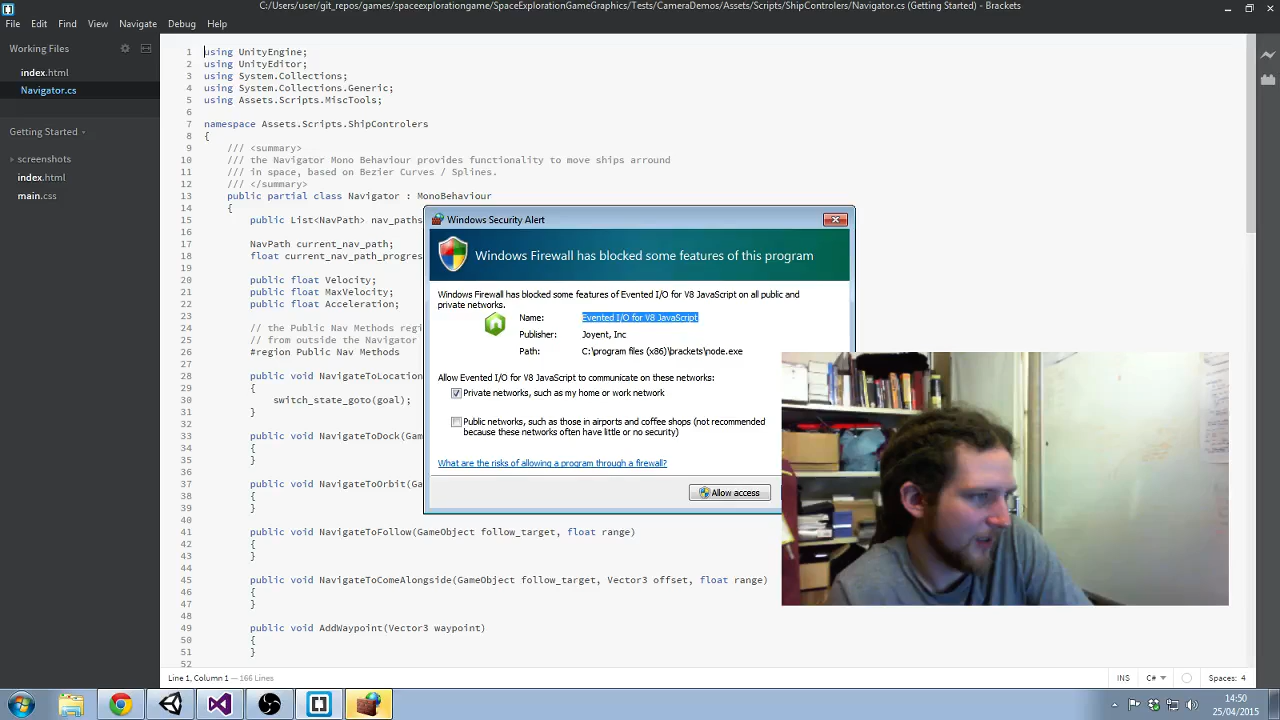 C:/Users/user/git_repos/games/spaceexplorationgame/SpaceExplorationGameGraphics/Tests/CameraDemos/Assets/Scripts/ShipControlers/Navigator.cs (Getting Started) - Brackets
File Edit Find View Navigate Debug Help
Working Files
index.html
Navigator.cs
Getting Started
screenshots
index.html
main.css
1 using UnityEngine;
2 using UnityEditor;
3 using System.Collections;
4 using System.Collections.Generic;
5 using Assets.Scripts.MiscTools;
6
7 namespace Assets.Scripts.ShipControlers
8 {
9 /// <summary>
10 /// the Navigator Mono Behaviour provides functionality to move ships arround
11 /// in space, based on Bezier Curves / Splines.
12 /// </summary>
13 public partial class Navigator : MonoBehaviour
14 {
15 public List<NavPath> nav_paths
16
17 NavPath current_nav_path;
18 float current_nav_path_progres
19
20 public float Velocity;
21 public float MaxVelocity;
22 public float Acceleration;
23
24 // the Public Nav Methods regi
25 // from outside the Navigator
26 #region Public Nav Methods
27
28 public void NavigateToLocation
29 {
30 switch_state_goto(goal);
31 }
32
33 public void NavigateToDock(Gam
34 {
35 }
36
37 public void NavigateToOrbit(Ga
38 {
39 }
40
41 public void NavigateToFollow(GameObject follow_target, float range)
42 {
43 }
44
45 public void NavigateToComeAlongside(GameObject follow_target, Vector3 offset, float range)
46 {
47 }
48
49 public void AddWaypoint(Vector3 waypoint)
50 {
51 }
52
Windows Security Alert
Windows Firewall has blocked some features of this program
Windows Firewall has blocked some features of Evented I/O for V8 JavaScript on all public and
private networks.
Name: Evented I/O for V8 JavaScript
Publisher: Joyent, Inc
Path: C:\program files (x86)\brackets\node.exe
Allow Evented I/O for V8 JavaScript to communicate on these networks:
Private networks, such as my home or work network
Public networks, such as those in airports and coffee shops (not recommended
because these networks often have little or no security)
What are the risks of allowing a program through a firewall?
Allow access
Line 1, Column 1 — 166 Lines
INS C# Spaces: 4
14:50
25/04/2015